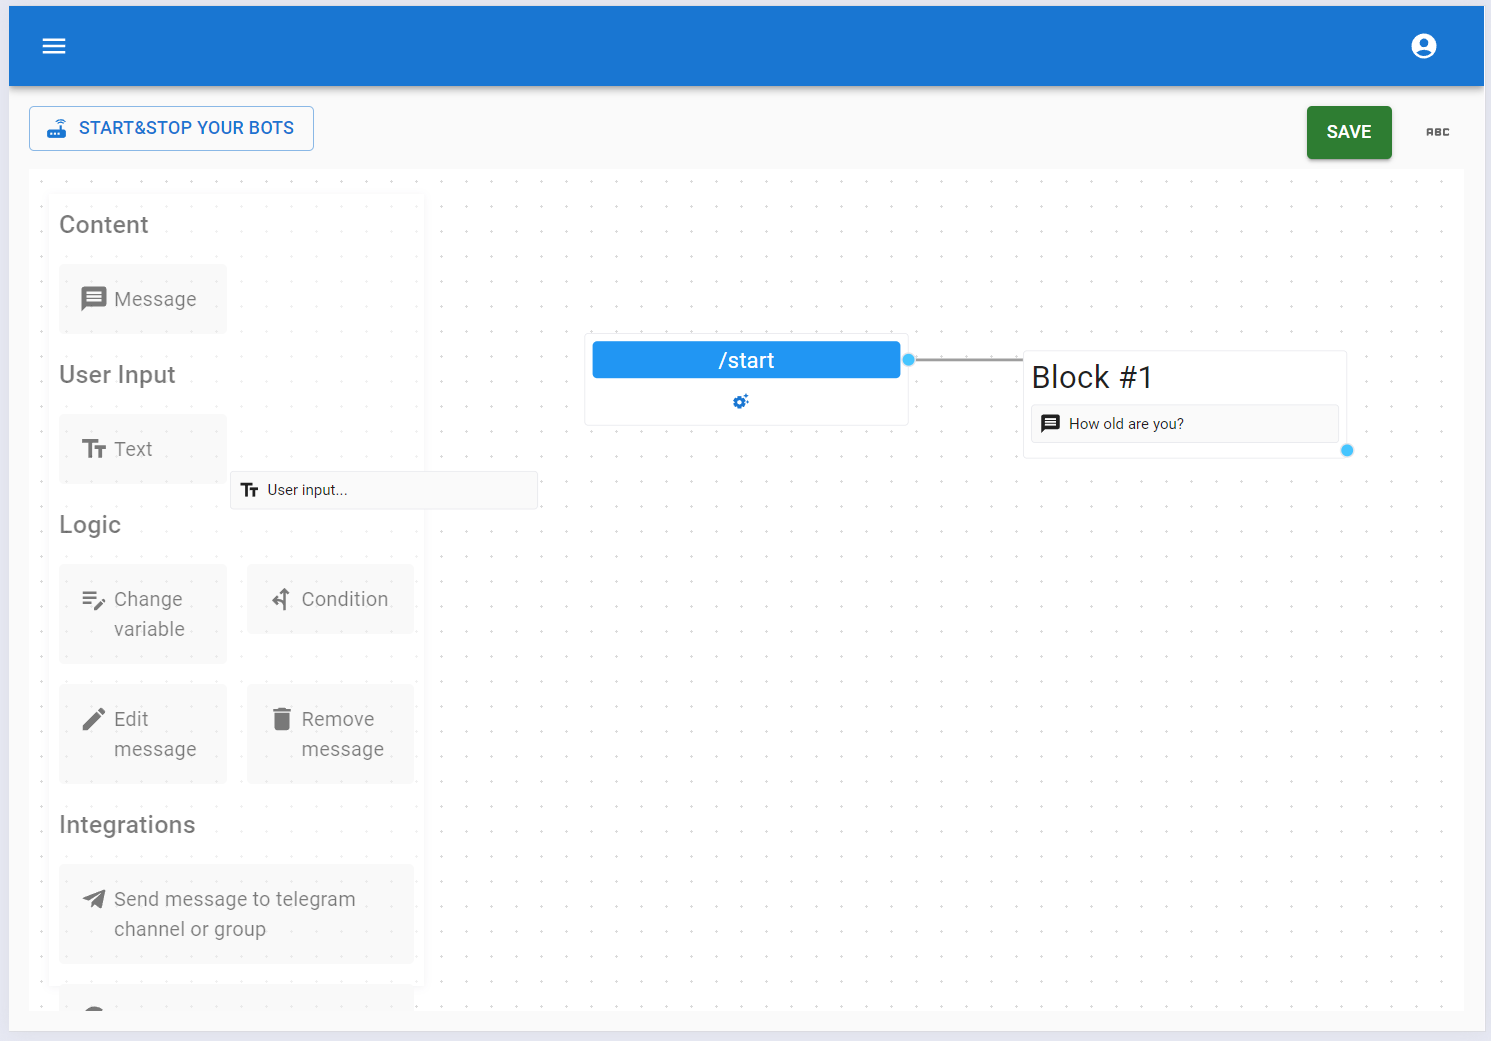 START&STOP YOUR BOTS
SAVE
ABC
Content
Message
User Input
Text
User input...
Logic
Change
variable
Condition
Edit
message
Remove
message
Integrations
Send message to telegram
channel or group
/start
Block #1
How old are you?